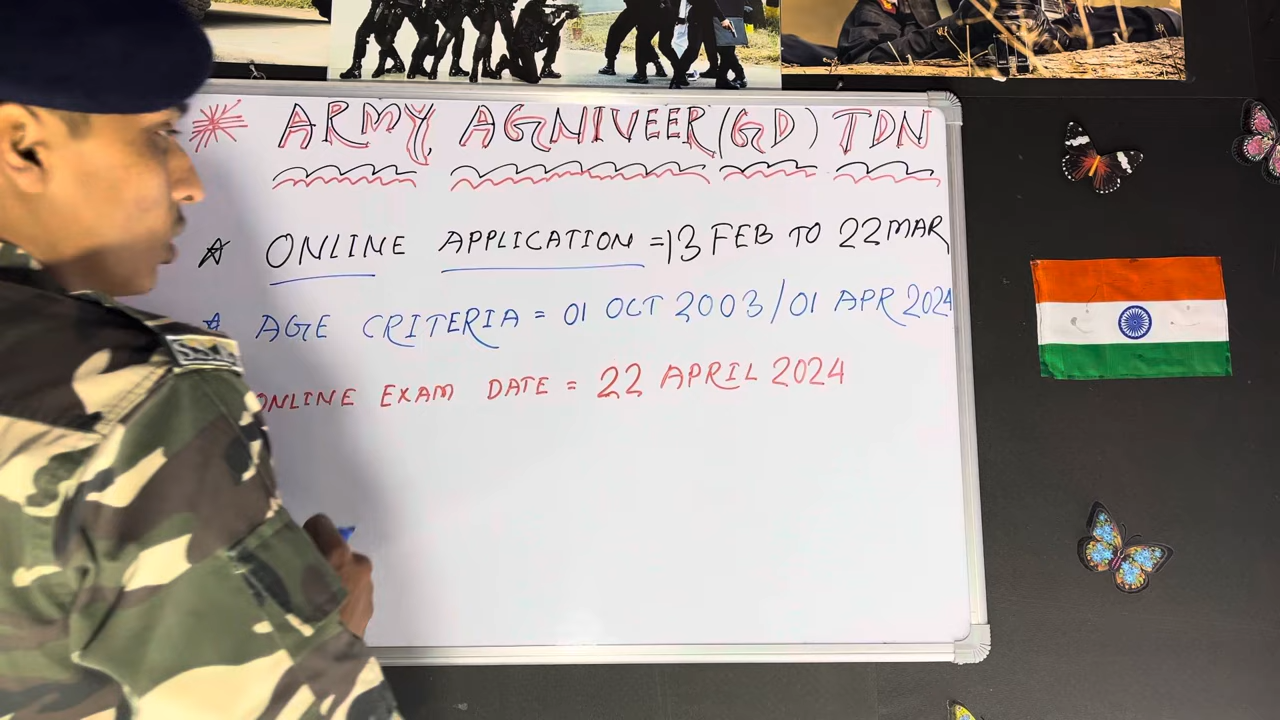 ARMY, AGNIVEER (GD) TDN
ONLINE APPLICATION = 13 FEB TO 22 MAR
AGE CRITERIA = 01 OCT 2003 / 01 APR 2024
ONLINE EXAM DATE = 22 APRIL 2024